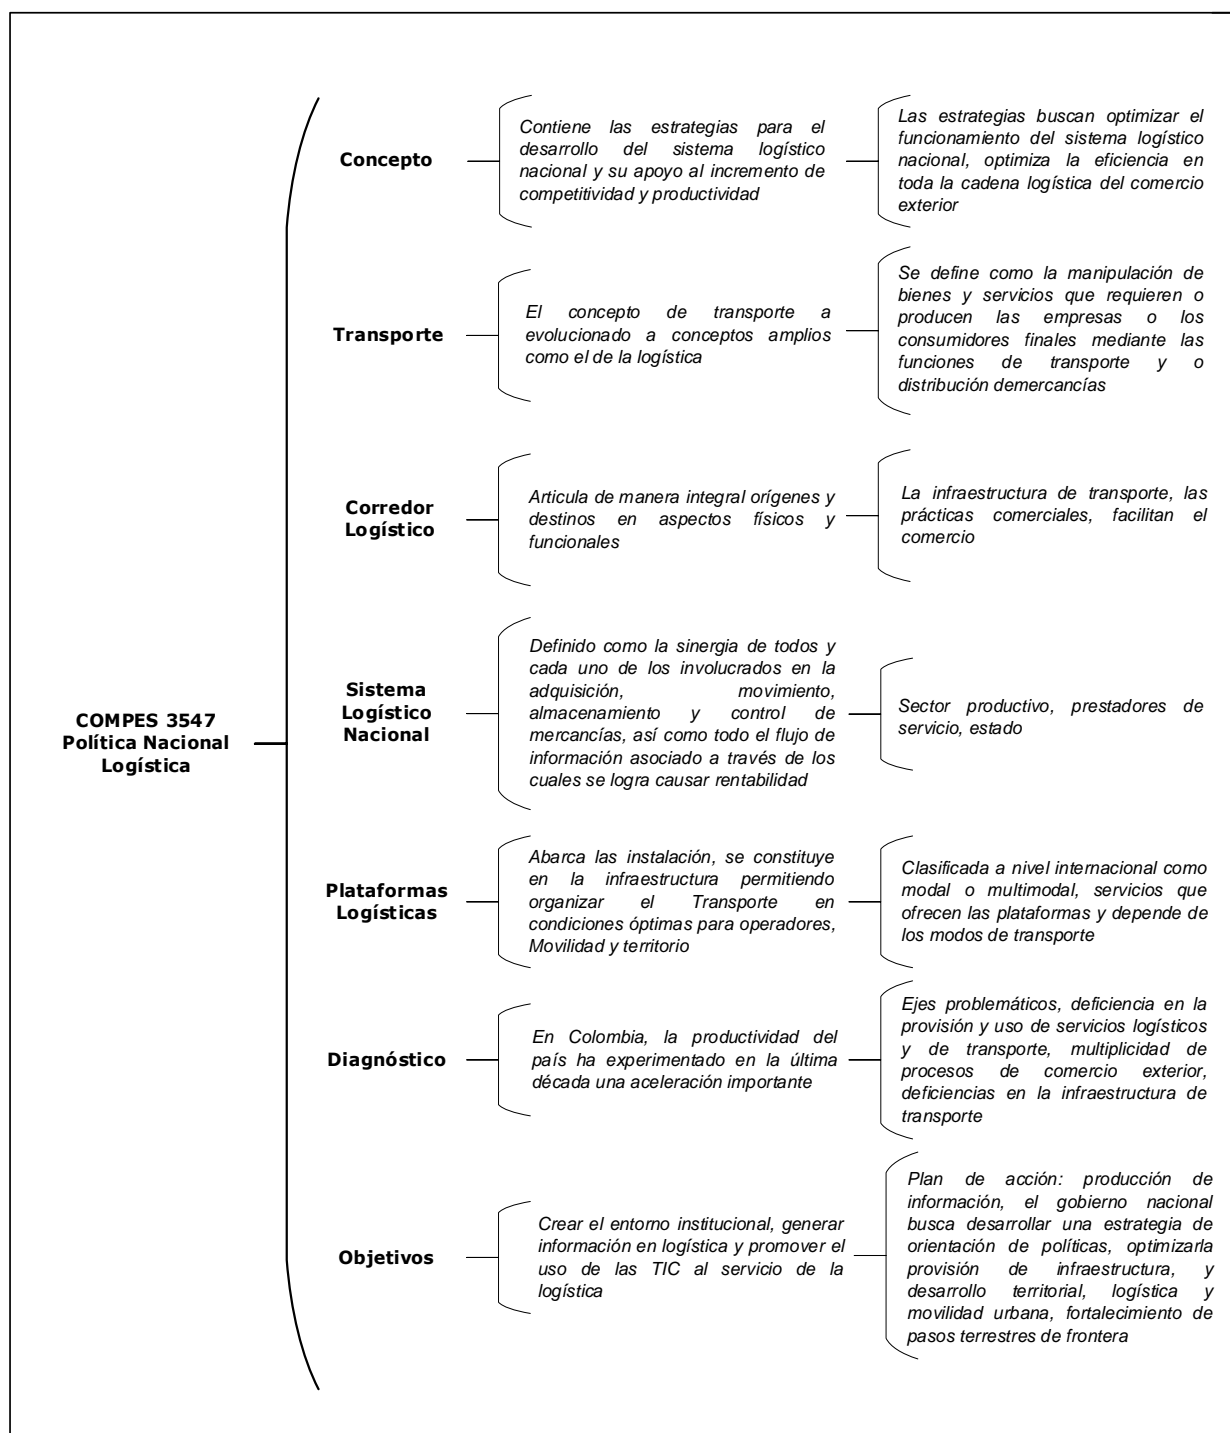 COMPES 3547
Política Nacional
Logística
Concepto
Contiene las estrategias para el
desarrollo del sistema logístico
nacional y su apoyo al incremento de
competitividad y productividad
Las estrategias buscan optimizar el
funcionamiento del sistema logístico
nacional, optimiza la eficiencia en
toda la cadena logística del comercio
exterior
Transporte
El concepto de transporte a
evolucionado a conceptos amplios
como el de la logística
Se define como la manipulación de
bienes y servicios que requieren o
producen las empresas o los
consumidores finales mediante las
funciones de transporte y o
distribución demercancías
Corredor
Logístico
Articula de manera integral orígenes y
destinos en aspectos físicos y
funcionales
La infraestructura de transporte, las
prácticas comerciales, facilitan el
comercio
Sistema
Logístico
Nacional
Definido como la sinergia de todos y
cada uno de los involucrados en la
adquisición, movimiento,
almacenamiento y control de
mercancías, así como todo el flujo de
información asociado a través de los
cuales se logra causar rentabilidad
Sector productivo, prestadores de
servicio, estado
Plataformas
Logísticas
Abarca las instalación, se constituye
en la infraestructura permitiendo
organizar el Transporte en
condiciones óptimas para operadores,
Movilidad y territorio
Clasificada a nivel internacional como
modal o multimodal, servicios que
ofrecen las plataformas y depende de
los modos de transporte
Diagnóstico
En Colombia, la productividad del
país ha experimentado en la última
década una aceleración importante
Ejes problemáticos, deficiencia en la
provisión y uso de servicios logísticos
y de transporte, multiplicidad de
procesos de comercio exterior,
deficiencias en la infraestructura de
transporte
Objetivos
Crear el entorno institucional, generar
información en logística y promover el
uso de las TIC al servicio de la
logística
Plan de acción: producción de
información, el gobierno nacional
busca desarrollar una estrategia de
orientación de políticas, optimizarla
provisión de infraestructura, y
desarrollo territorial, logística y
movilidad urbana, fortalecimiento de
pasos terrestres de frontera